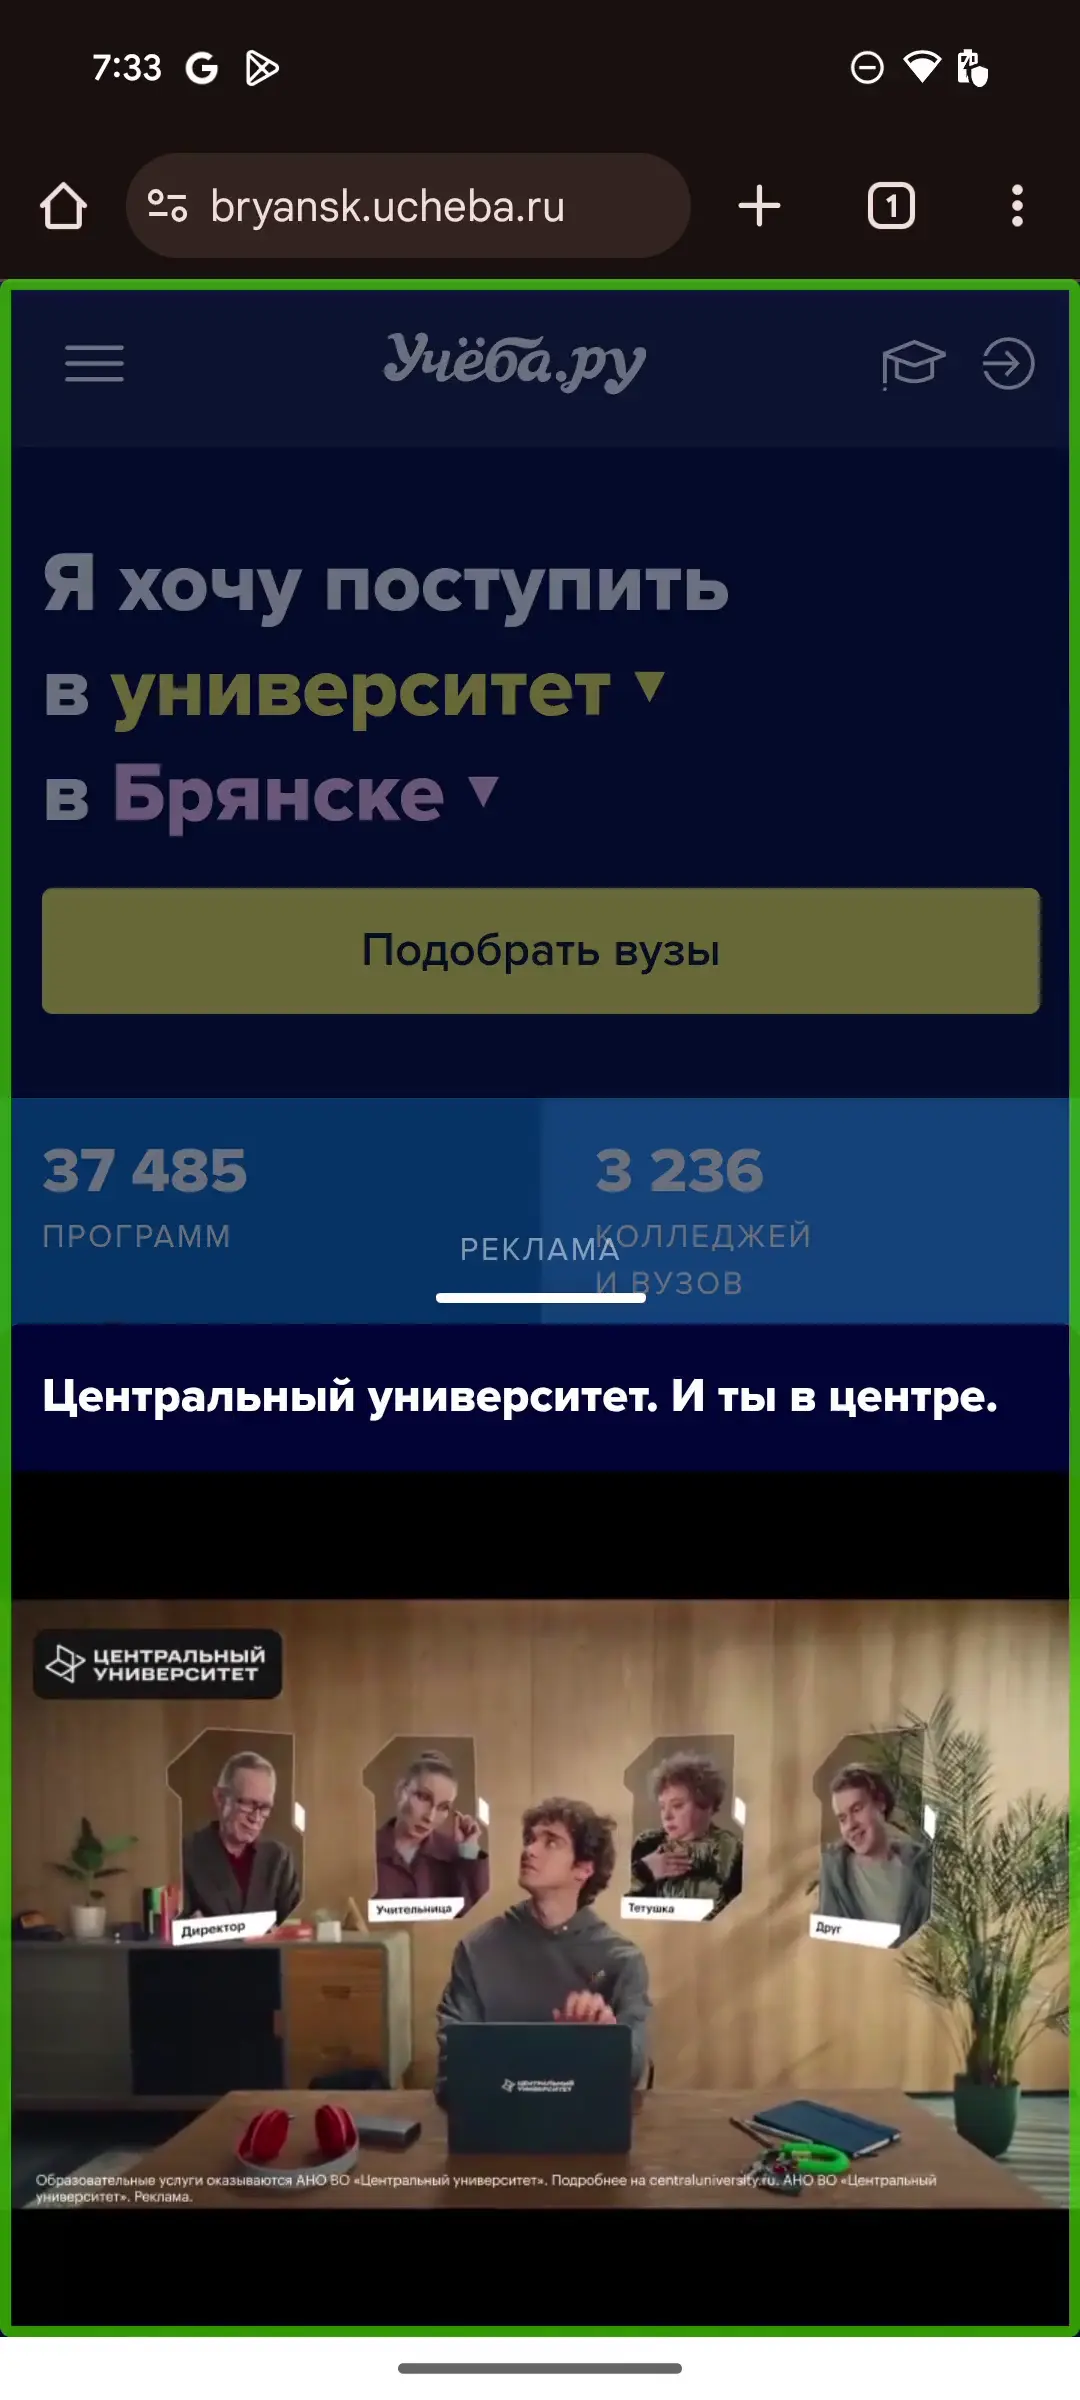 7:33
bryansk.ucheba.ru
1
Учёба.ру
Я хочу поступить
в университет
в Брянске
Подобрать вузы
37 485
ПРОГРАММ
3 236
КОЛЛЕДЖЕЙ
И ВУЗОВ
РЕКЛАМА
Центральный университет. И ты в центре.
ЦЕНТРАЛЬНЫЙ
УНИВЕРСИТЕТ
Директор
Учительница
Тетушка
Друг
ЦЕНТРАЛЬНЫЙ
УНИВЕРСИТЕТ
Образовательные услуги оказываются АНО ВО «Центральный университет». Подробнее на centraluniversity.ru. АНО ВО «Центральный
университет». Реклама.